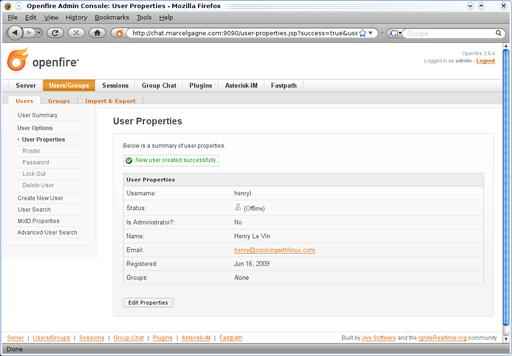 Openfire Admin Console: User Properties - Mozilla Firefox
File Edit View History Bookmarks Tools Help
http://chat.marcelgagne.com:9090/user-properties.jsp?success=true&use
Google
openfire
Openfire 3.6.4
Logged in as admin - Logout
Server Users/Groups Sessions Group Chat Plugins Asterisk-IM Fastpath
Users Groups Import & Export
User Summary
User Options
User Properties
Roster
Password
Lock Out
Delete User
Create New User
User Search
MotD Properties
Advanced User Search
User Properties
Below is a summary of user properties.
New user created successfully.
User Properties
Username: henryl
Status: (Offline)
Is Administrator?: No
Name: Henry Le Vin
Email: henry@cookingwithlinux.com
Registered: Jun 16, 2009
Groups: None
Edit Properties
Server | Users/Groups | Sessions | Group Chat | Plugins | Asterisk-IM | Fastpath
Built by Jive Software and the IgniteRealtime.org community
Done